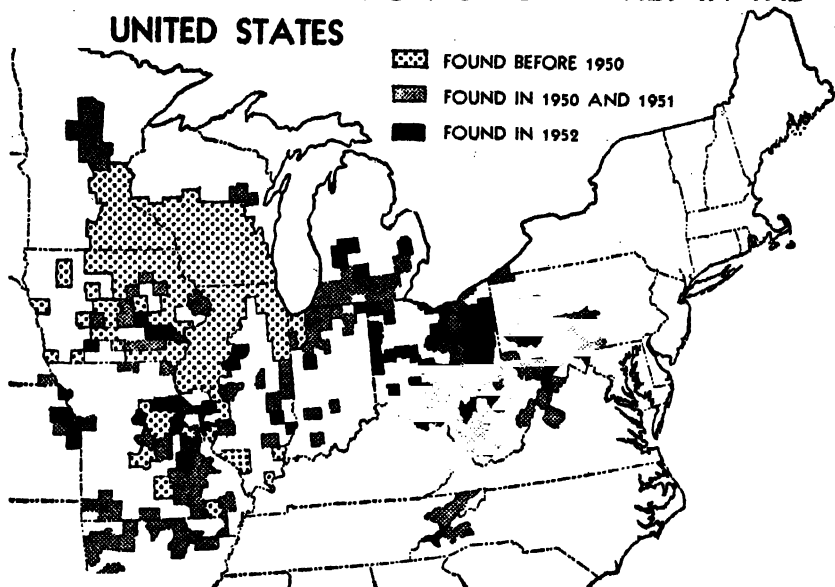 UNITED STATES
FOUND BEFORE 1950
FOUND IN 1950 AND 1951
FOUND IN 1952